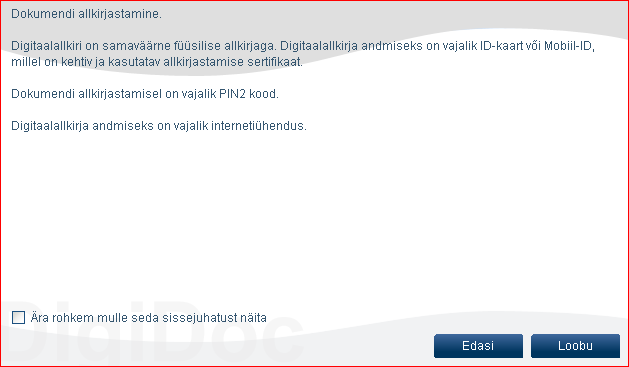 Dokumendi allkirjastamine.
Digitaalallkiri on samaväärne füüsilise allkirjaga. Digitaalallkirja andmiseks on vajalik ID-kaart või Mobiil-ID,
millel on kehtiv ja kasutatav allkirjastamise sertifikaat.
Dokumendi allkirjastamisel on vajalik PIN2 kood.
Digitaalallkirja andmiseks on vajalik internetiühendus.
DigiDoc
Ära rohkem mulle seda sissejuhatust näita
Edasi
Loobu